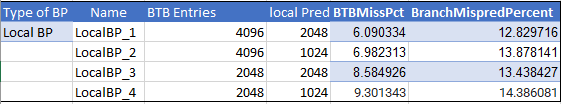 Type of BP Name BTB Entries local Pred BTBMissPct BranchMispredPercent
Local BP LocalBP_1 4096 2048 6.090334 12.829716
LocalBP_2 4096 1024 6.982313 13.878141
LocalBP_3 2048 2048 8.584926 13.438427
LocalBP_4 2048 1024 9.301343 14.386081